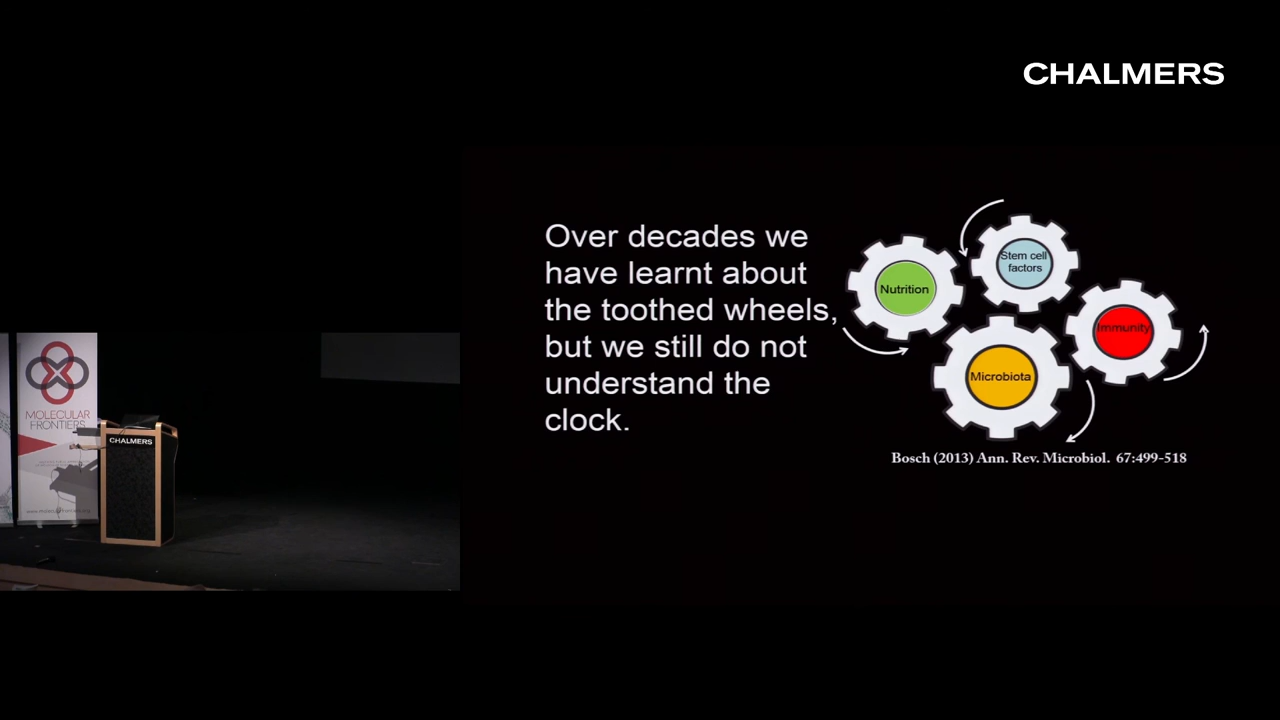 CHALMERS
Over decades we
have learnt about
the toothed wheels,
but we still do not
understand the
clock.
Nutrition
Stem cell
factors
Immunity
Microbiota
Bosch (2013) Ann. Rev. Microbiol. 67:499-518
MOLECULAR
FRONTIERS
CHALMERS